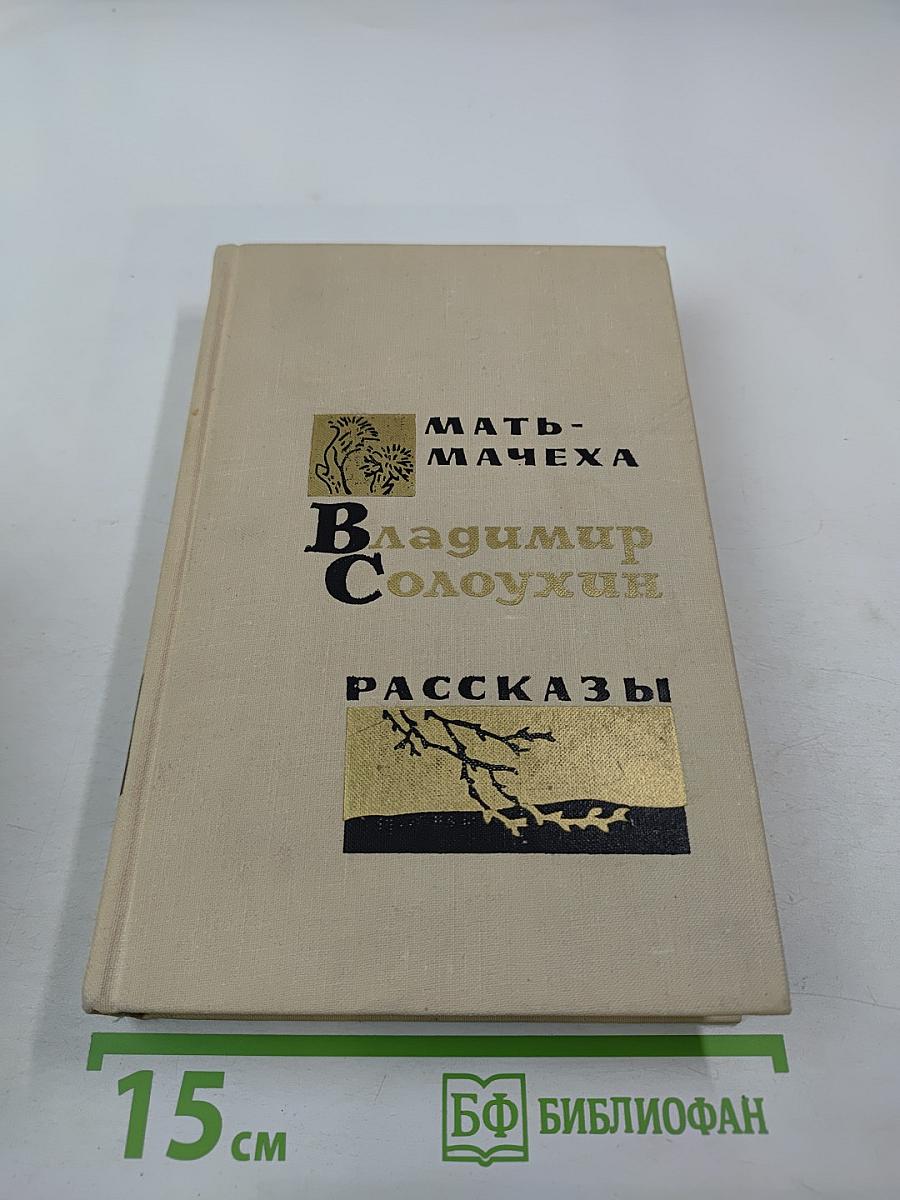 МАТЬ-
МАЧЕХА
Владимир
Солоухин
РАССКАЗЫ
15 см
БФ БИБЛИОФАН